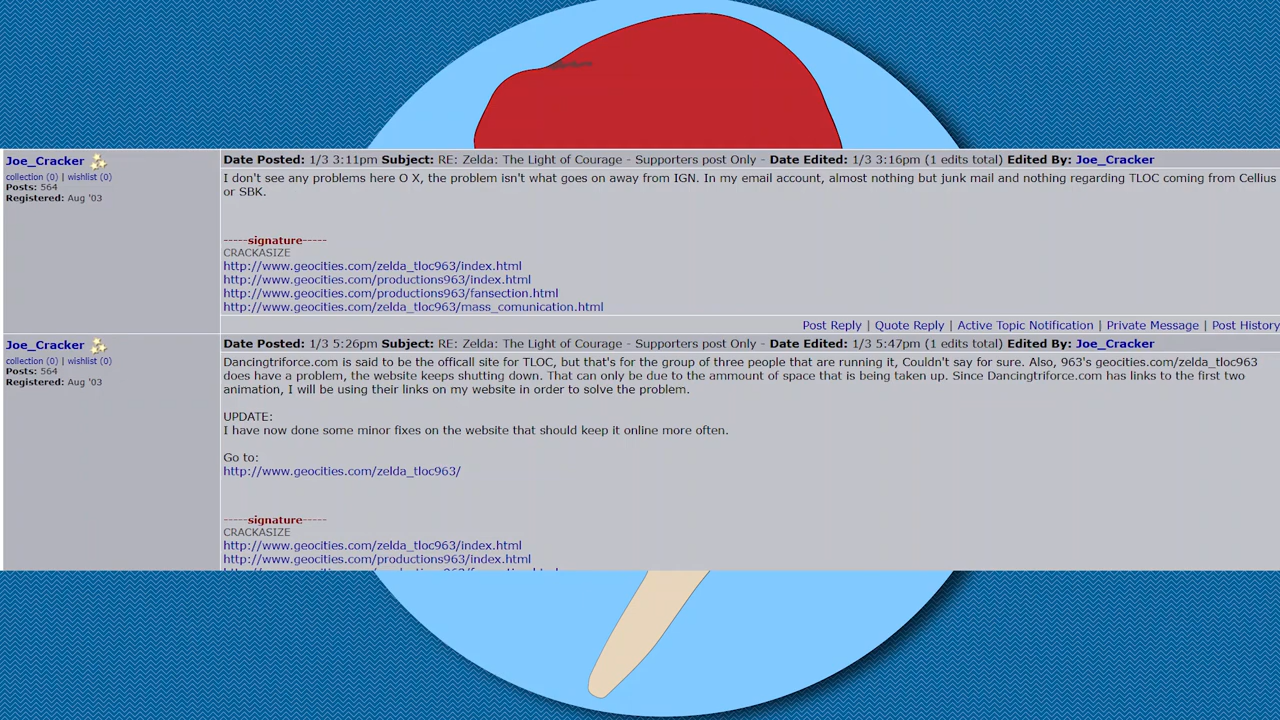 Joe_Cracker
collection (0) | wishlist (0)
Posts: 564
Registered: Aug '03
Date Posted: 1/3 3:11pm Subject: RE: Zelda: The Light of Courage - Supporters post Only - Date Edited: 1/3 3:16pm (1 edits total) Edited By: Joe_Cracker
I don't see any problems here O X, the problem isn't what goes on away from IGN. In my email account, almost nothing but junk mail and nothing regarding TLOC coming from Cellius
or SBK.
-----signature-----
CRACKASIZE
http://www.geocities.com/zelda_tloc963/index.html
http://www.geocities.com/productions963/index.html
http://www.geocities.com/productions963/fansection.html
http://www.geocities.com/zelda_tloc963/mass_comunication.html
Post Reply | Quote Reply | Active Topic Notification | Private Message | Post History
Joe_Cracker
collection (0) | wishlist (0)
Posts: 564
Registered: Aug '03
Date Posted: 1/3 5:26pm Subject: RE: Zelda: The Light of Courage - Supporters post Only - Date Edited: 1/3 5:47pm (1 edits total) Edited By: Joe_Cracker
Dancingtriforce.com is said to be the officall site for TLOC, but that's for the group of three people that are running it, Couldn't say for sure. Also, 963's geocities.com/zelda_tloc963
does have a problem, the website keeps shutting down. That can only be due to the ammount of space that is being taken up. Since Dancingtriforce.com has links to the first two
animation, I will be using their links on my website in order to solve the problem.
UPDATE:
I have now done some minor fixes on the website that should keep it online more often.
Go to:
http://www.geocities.com/zelda_tloc963/
-----signature-----
CRACKASIZE
http://www.geocities.com/zelda_tloc963/index.html
http://www.geocities.com/productions963/index.html